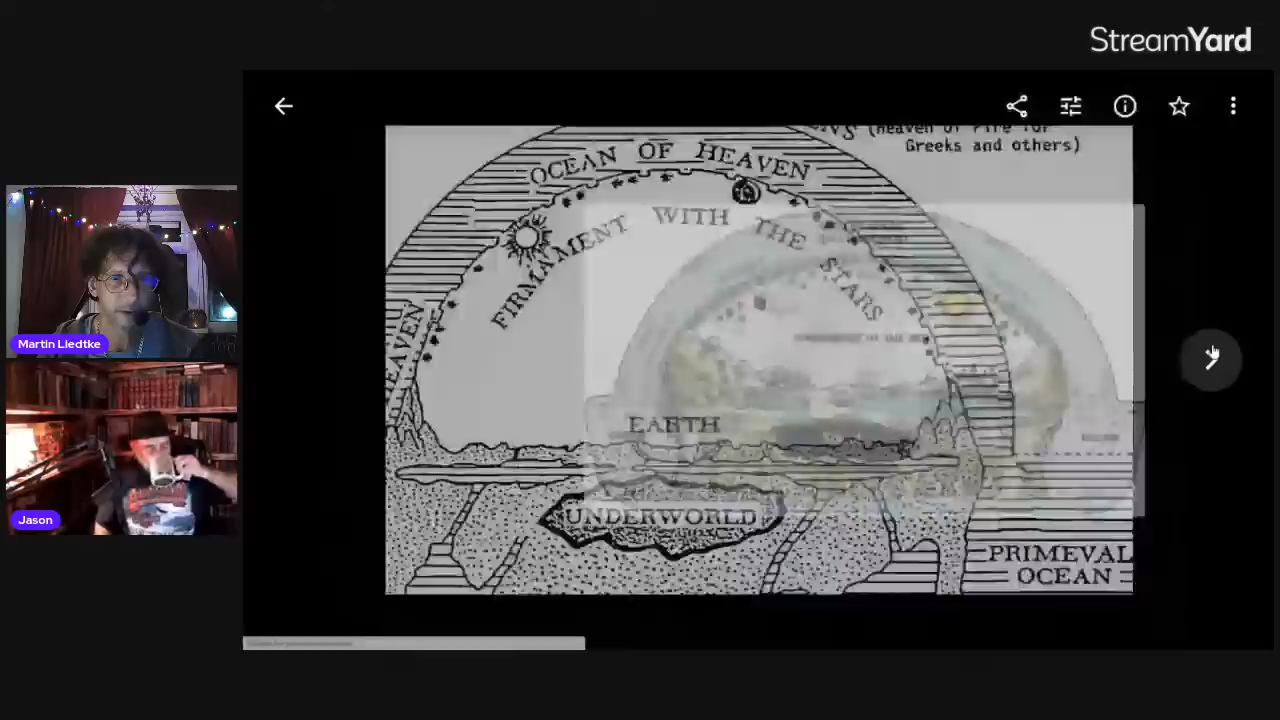 StreamYard
(heaven of fire for
Greeks and others)
OCEAN OF HEAVEN
FIRMAMENT WITH THE STARS
HEAVEN
EARTH
UNDERWORLD
PRIMEVAL
OCEAN
Martin Liedtke
Jason